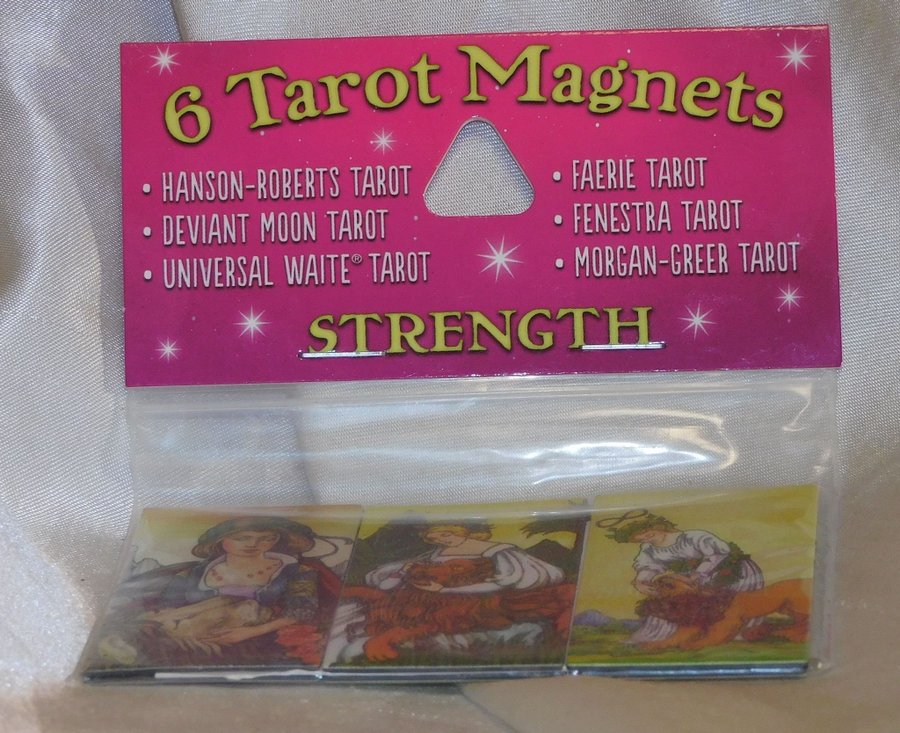 6 Tarot Magnets
• HANSON-ROBERTS TAROT
• DEVIANT MOON TAROT
• UNIVERSAL WAITE® TAROT
• FAERIE TAROT
• FENESTRA TAROT
• MORGAN-GREER TAROT
STRENGTH